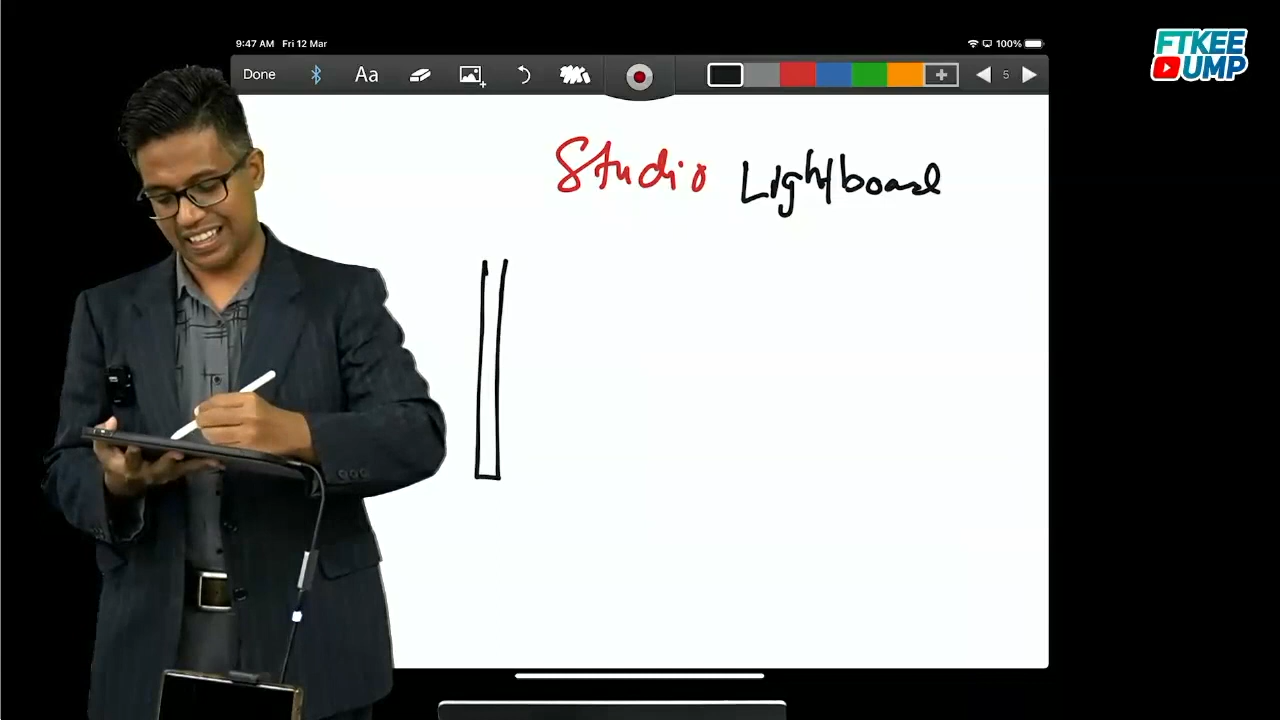 9:47 AM Fri 12 Mar
100%
Done Aa 5
Studio Lightboard
FTKEE
UMP